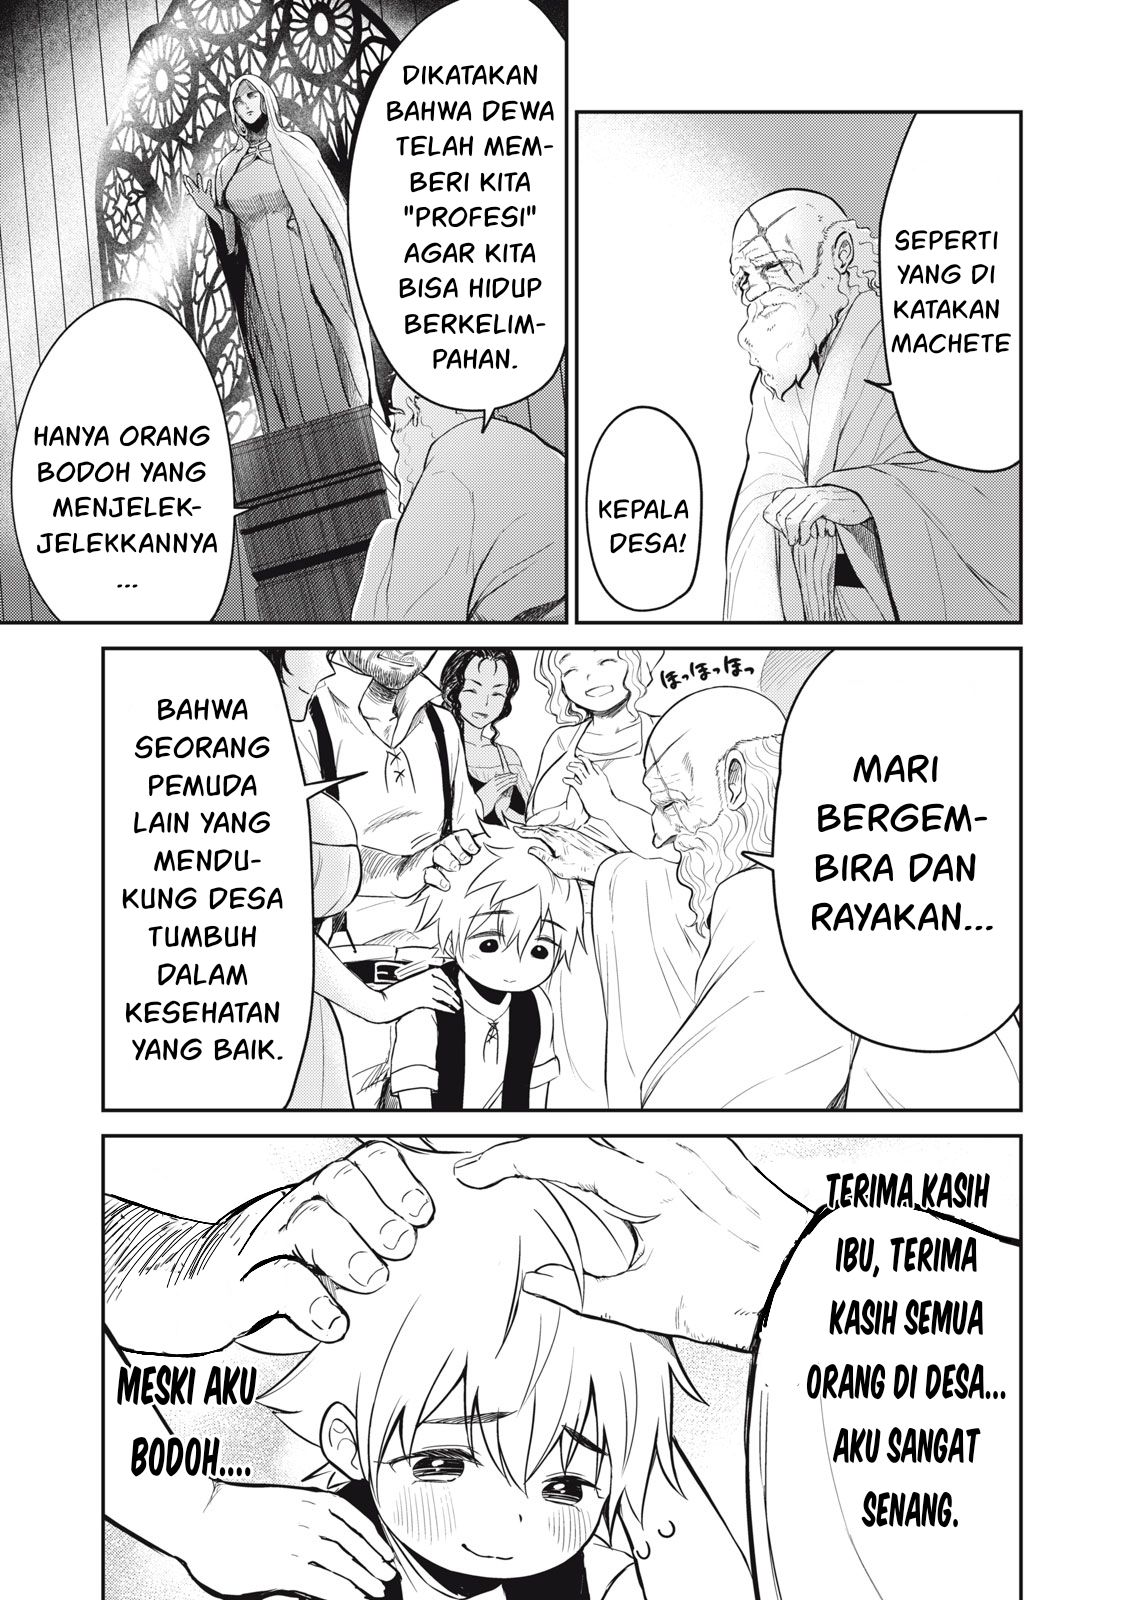 SEPERTI
YANG DI
KATAKAN
MACHETE
KEPALA
DESA!
DIKATAKAN
BAHWA DEWA
TELAH MEM-
BERI KITA
"PROFESI"
AGAR KITA
BISA HIDUP
BERKELIM-
PAHAN.
HANYA ORANG
BODOH YANG
MENJELEK-
JELEKKANNYA
...
ほっほっほっ
MARI
BERGEM-
BIRA DAN
RAYAKAN...
BAHWA
SEORANG
PEMUDA
LAIN YANG
MENDU-
KUNG DESA
TUMBUH
DALAM
KESEHATAN
YANG BAIK.
TERIMA KASIH
IBU, TERIMA
KASIH SEMUA
ORANG DI DESA...
AKU SANGAT
SENANG.
MESKI AKU
BODOH....